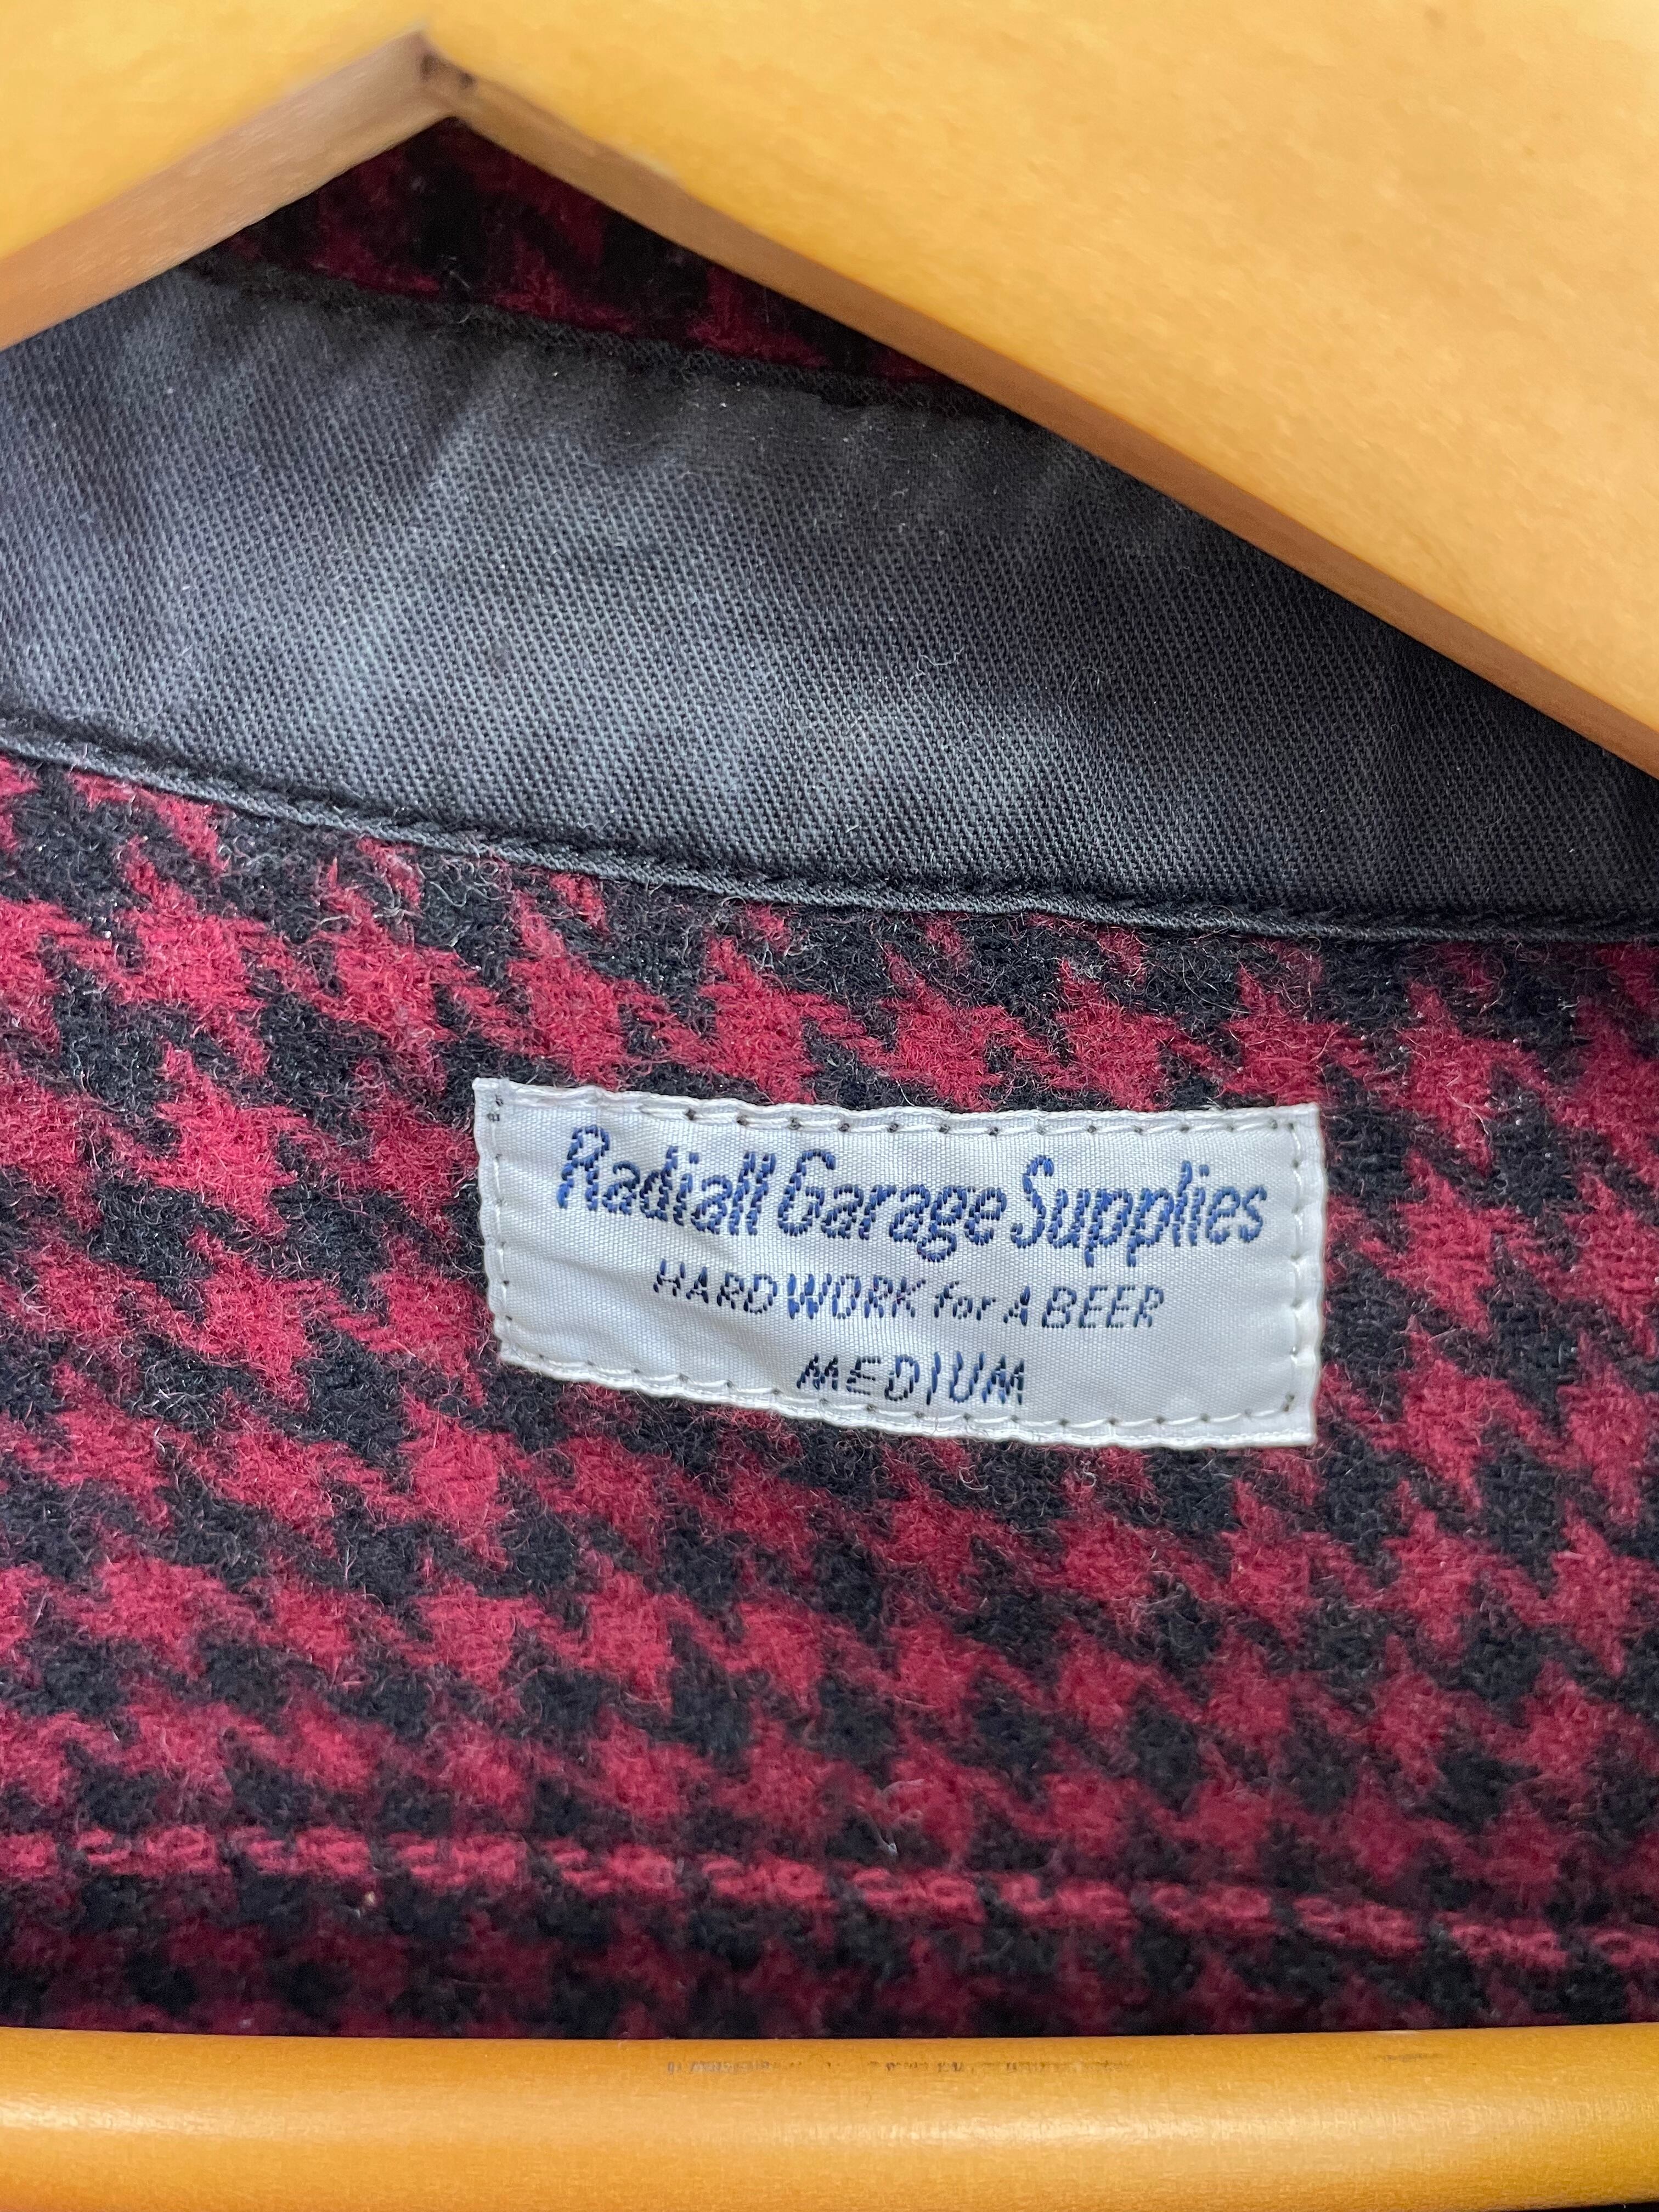 Radiall Garage Supplies
HARD WORK for A BEER
MEDIUM